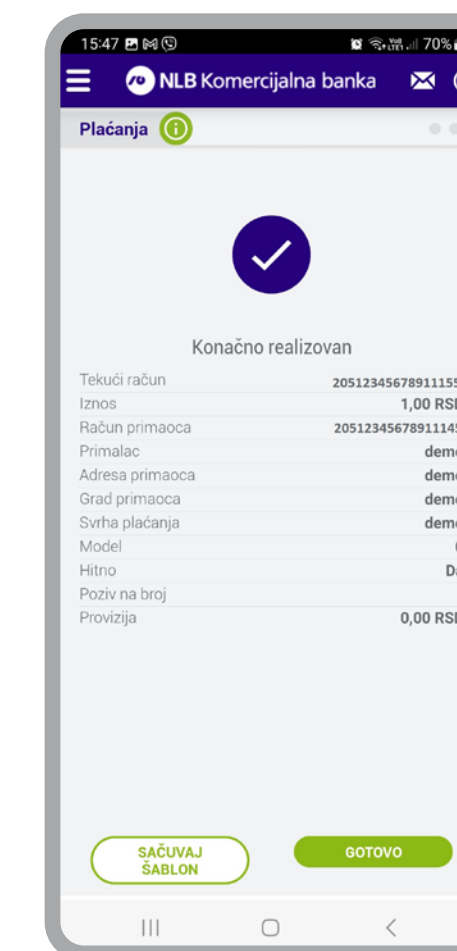 15:47 70%
NLB Komercijalna banka
Plaćanja
Konačno realizovan
Tekući račun 2051234567891115
Iznos 1,00 RS
Račun primaoca 2051234567891114
Primalac dem
Adresa primaoca dem
Grad primaoca dem
Svrha plaćanja dem
Model
Hitno D
Poziv na broj
Provizija 0,00 RS
SAČUVAJ
ŠABLON
GOTOVO